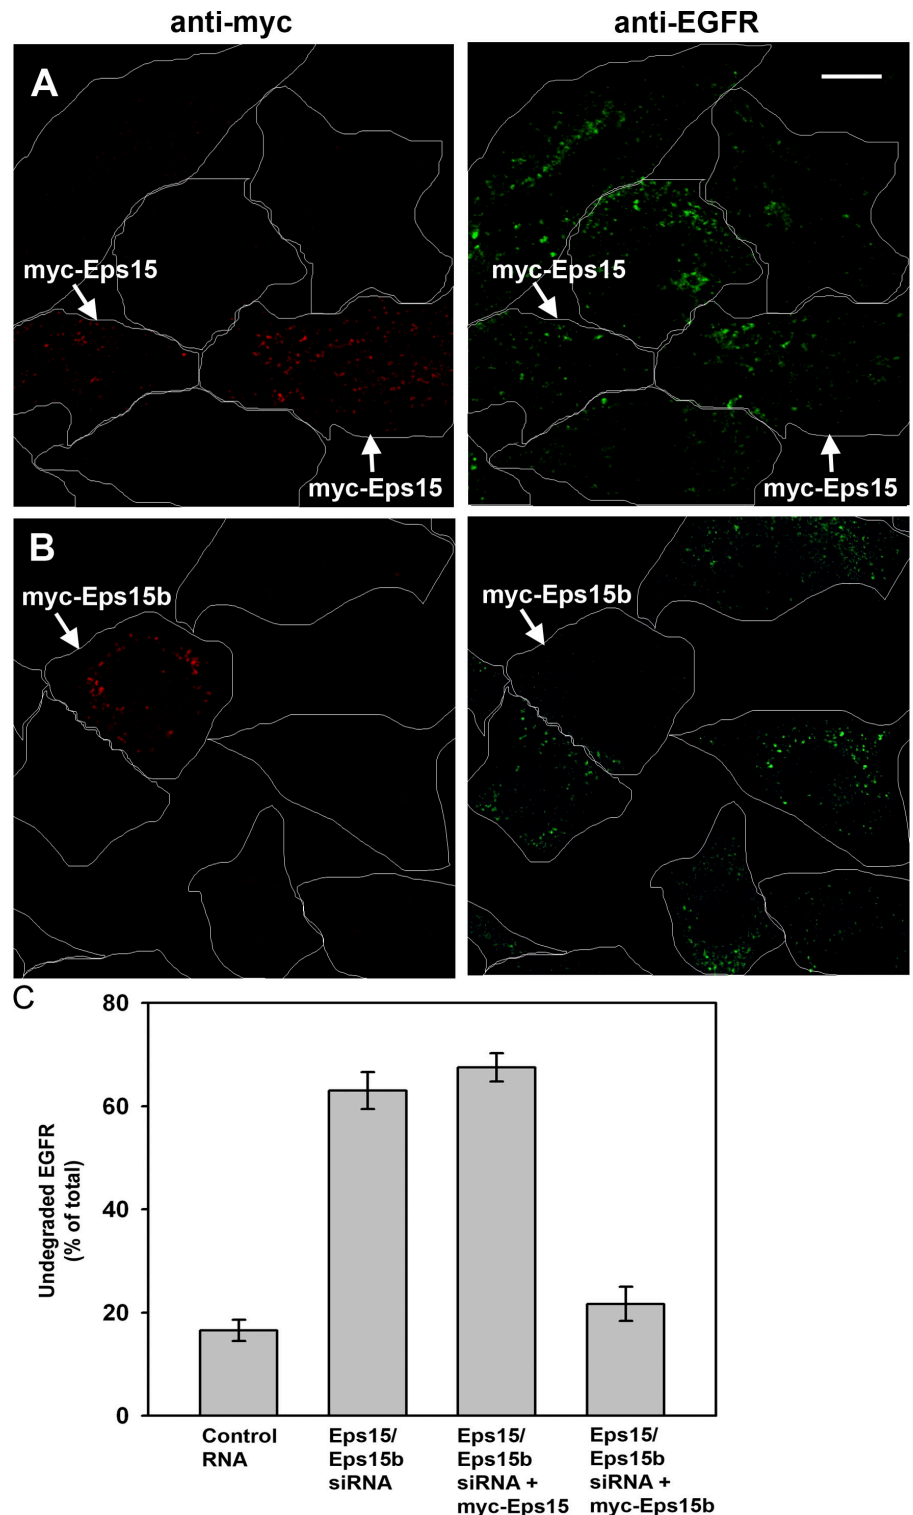 anti-myc
anti-EGFR
A
myc-Eps15
myc-Eps15
myc-Eps15
myc-Eps15
B
myc-Eps15b
myc-Eps15b
C
Undegraded EGFR
(% of total)
80
60
40
20
0
Control
RNA
Eps15/
Eps15b
siRNA
Eps15/
Eps15b
siRNA +
myc-Eps15
Eps15/
Eps15b
siRNA +
myc-Eps15b